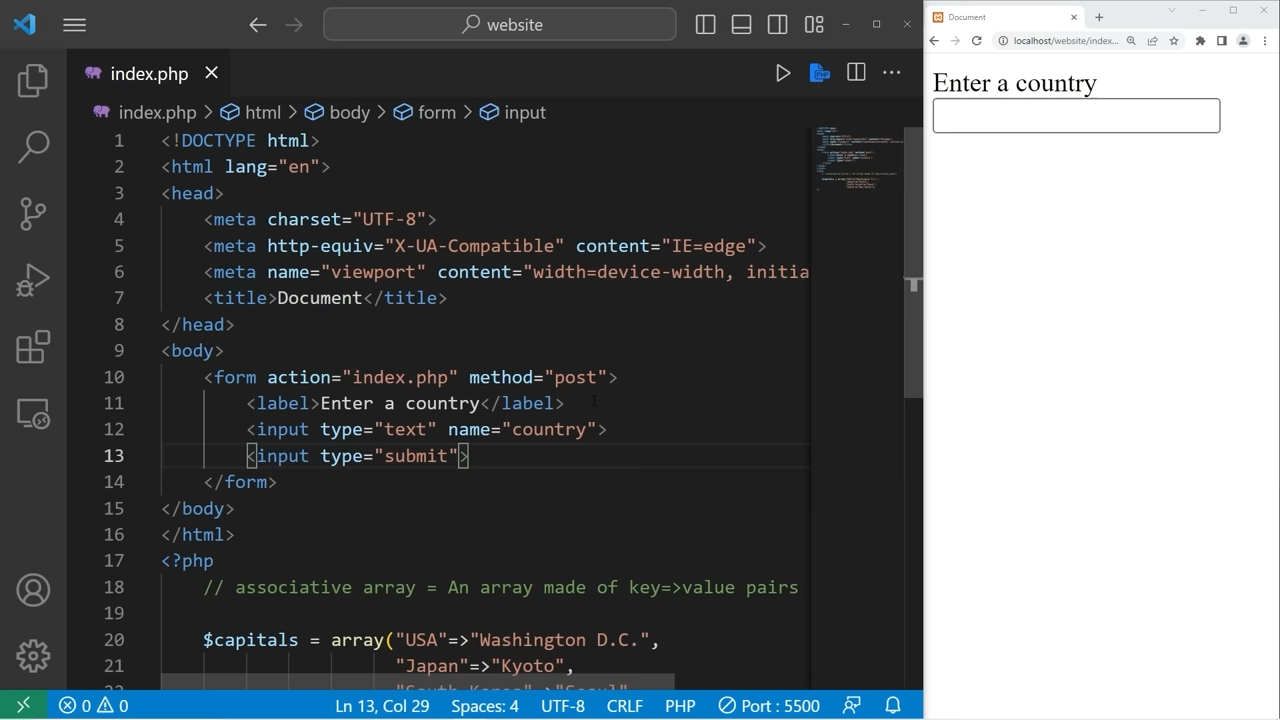 website
index.php
index.php html body form input
1 <!DOCTYPE html>
2 <html lang="en">
3 <head>
4 <meta charset="UTF-8">
5 <meta http-equiv="X-UA-Compatible" content="IE=edge">
6 <meta name="viewport" content="width=device-width, initia
7 <title>Document</title>
8 </head>
9 <body>
10 <form action="index.php" method="post">
11 <label>Enter a country</label>
12 <input type="text" name="country">
13 <input type="submit">
14 </form>
15 </body>
16 </html>
17 <?php
18 // associative array = An array made of key=>value pairs
19
20 $capitals = array("USA"=>"Washington D.C.",
21 "Japan"=>"Kyoto",
0 0 Ln 13, Col 29 Spaces: 4 UTF-8 CRLF PHP Port : 5500
Document
localhost/website/index...
Enter a country